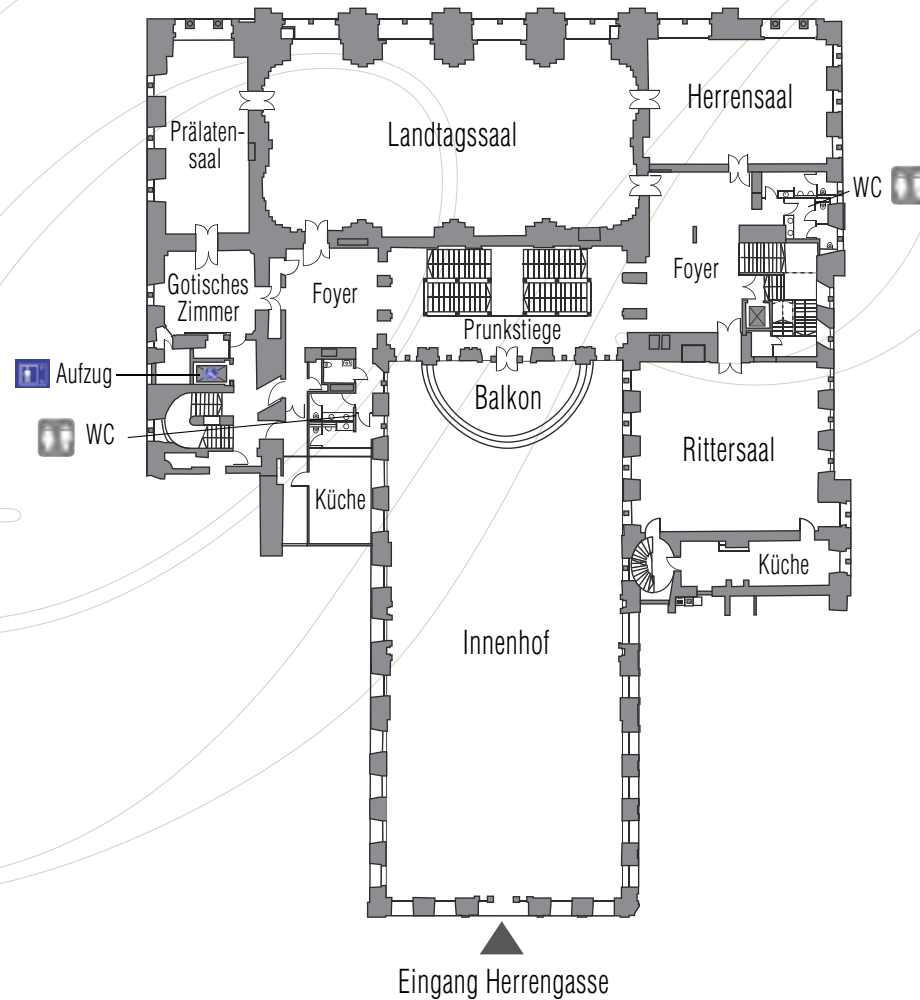 Herrensaal
Landtagssaal
Prälaten-
saal
WC
Foyer
Gotisches
Zimmer
Foyer
Prunkstiege
Aufzug
Balkon
WC
Rittersaal
Küche
Küche
Innenhof
Eingang Herrengasse